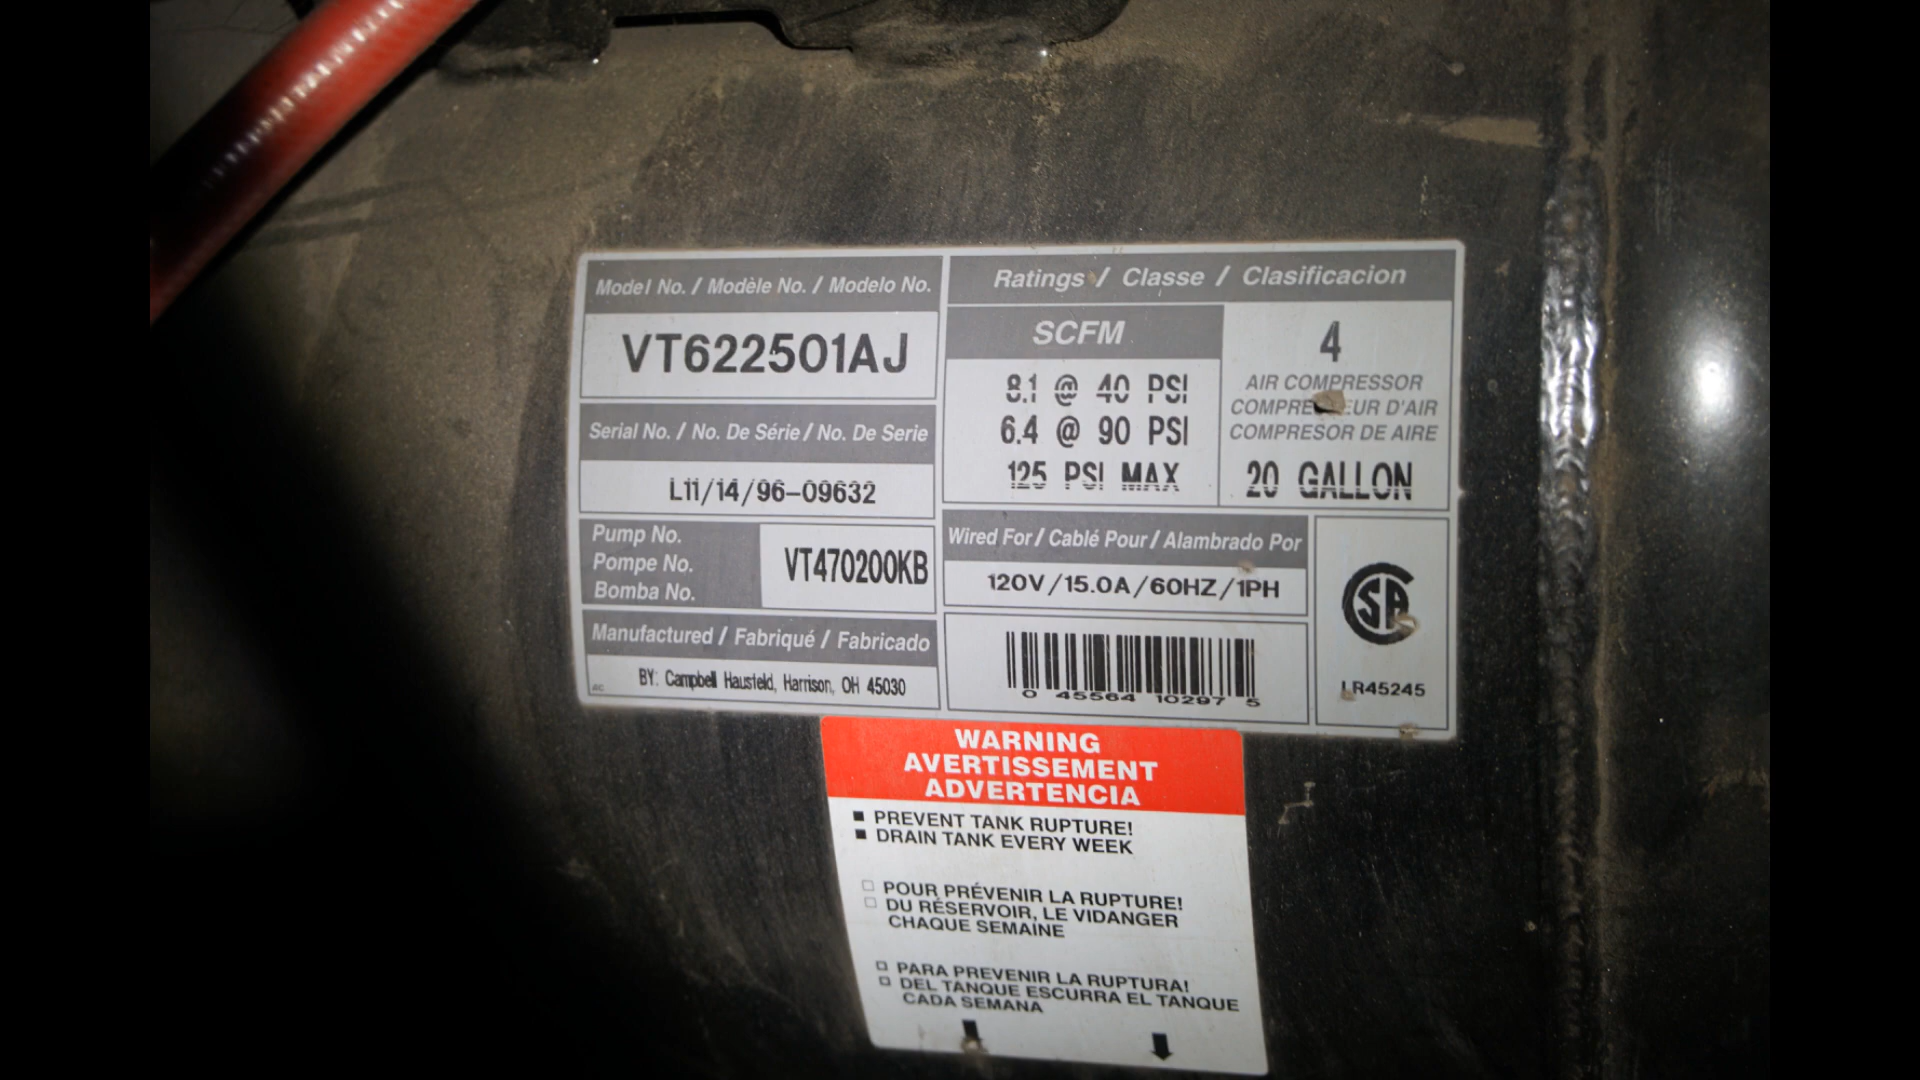 Model No. / Modèle No. / Modelo No.
VT622501AJ
Serial No. / No. De Série / No. De Serie
L11/14/96-09632
Pump No.
Pompe No.
Bomba No.
VT470200KB
Manufactured / Fabriqué / Fabricado
BY: Campbell Hausfeld, Harrison, OH 45030
Ratings / Classe / Clasificacion
SCFM
8.1 @ 40 PSI
6.4 @ 90 PSI
125 PSI MAX
4
AIR COMPRESSOR
COMPRE EUR D'AIR
COMPRESOR DE AIRE
20 GALLON
Wired For / Cablé Pour / Alambrado Por
120V/15.0A/60HZ/1PH
0 45564 10297 5
SA
LR45245
WARNING
AVERTISSEMENT
ADVERTENCIA
■ PREVENT TANK RUPTURE!
■ DRAIN TANK EVERY WEEK
□ POUR PRÉVENIR LA RUPTURE!
□ DU RÉSERVOIR, LE VIDANGER
CHAQUE SEMAINE
□ PARA PREVENIR LA RUPTURA!
□ DEL TANQUE ESCURRA EL TANQUE
CADA SEMANA